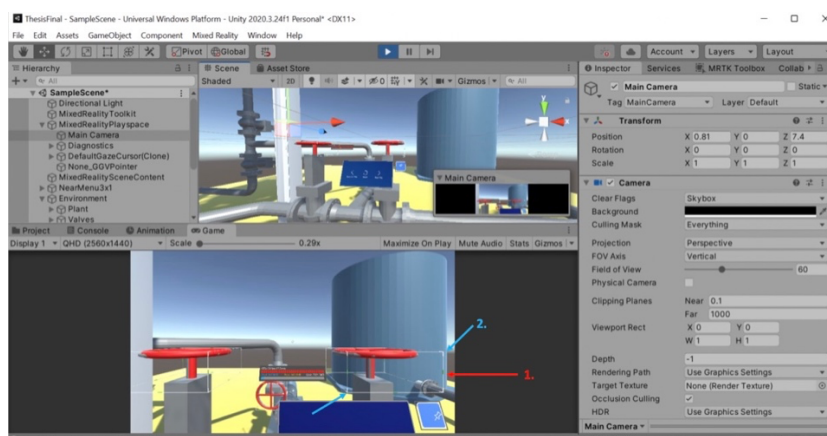 ThesisFinal - SampleScene - Universal Windows Platform - Unity 2020.3.24f1 Personal* <DX11>
File Edit Assets GameObject Component Mixed Reality Window Help
Pivot Global Account Layers Layout
Hierarchy Scene Asset Store Inspector Services MRTK Toolbox Collab
All Shaded 2D 0 Gizmos All Main Camera Static
SampleScene* Tag MainCamera Layer Default
Directional Light
MixedRealityToolkit Transform
MixedRealityPlayspace Position X 0.81 Y 0 Z 7.4
Main Camera Rotation X 0 Y 0 Z 0
Diagnostics Scale X 1 Y 1 Z 1
DefaultGazeCursor(Clone)
None_GGVPointer Main Camera Camera
MixedRealitySceneContent
NearMenu3x1 Clear Flags Skybox
Environment Background
Plant Culling Mask Everything
Valves
Project Console Animation Game Projection Perspective
Display 1 QHD (2560x1440) Scale 0.29x Maximize On Play Mute Audio Stats Gizmos FOV Axis Vertical
Field of View 60
Physical Camera
Clipping Planes Near 0.1
Far 1000
2. Viewport Rect X 0 Y 0
W 1 H 1
Depth -1
1. Rendering Path Use Graphics Settings
Target Texture None (Render Texture)
Occlusion Culling
HDR Use Graphics Settings
Main Camera